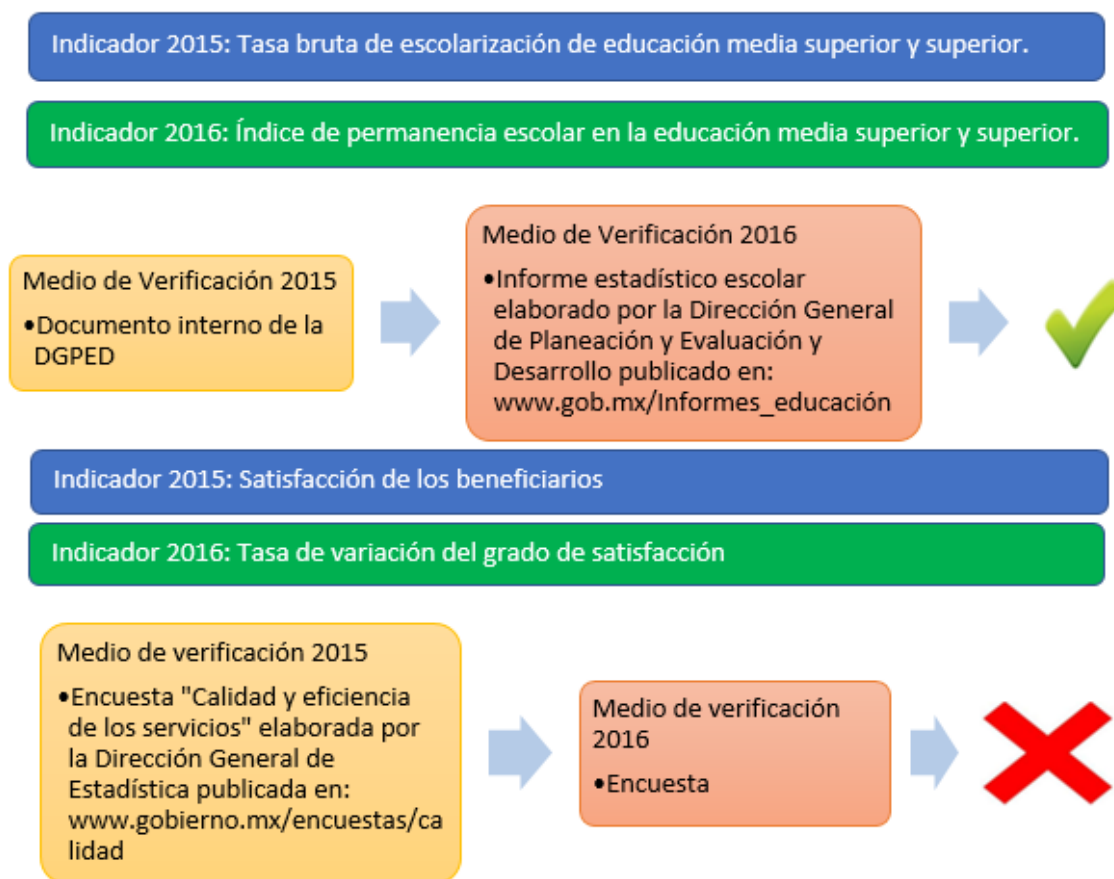 Indicador 2015: Tasa bruta de escolarización de educación media superior y superior.
Indicador 2016: Índice de permanencia escolar en la educación media superior y superior.
Medio de Verificación 2015
•Documento interno de la
DGPED
Medio de Verificación 2016
•Informe estadístico escolar
elaborado por la Dirección General
de Planeación y Evaluación y
Desarrollo publicado en:
www.gob.mx/Informes_educación
Indicador 2015: Satisfacción de los beneficiarios
Indicador 2016: Tasa de variación del grado de satisfacción
Medio de verificación 2015
•Encuesta "Calidad y eficiencia
de los servicios" elaborada por
la Dirección General de
Estadística publicada en:
www.gobierno.mx/encuestas/ca
lidad
Medio de verificación
2016
•Encuesta